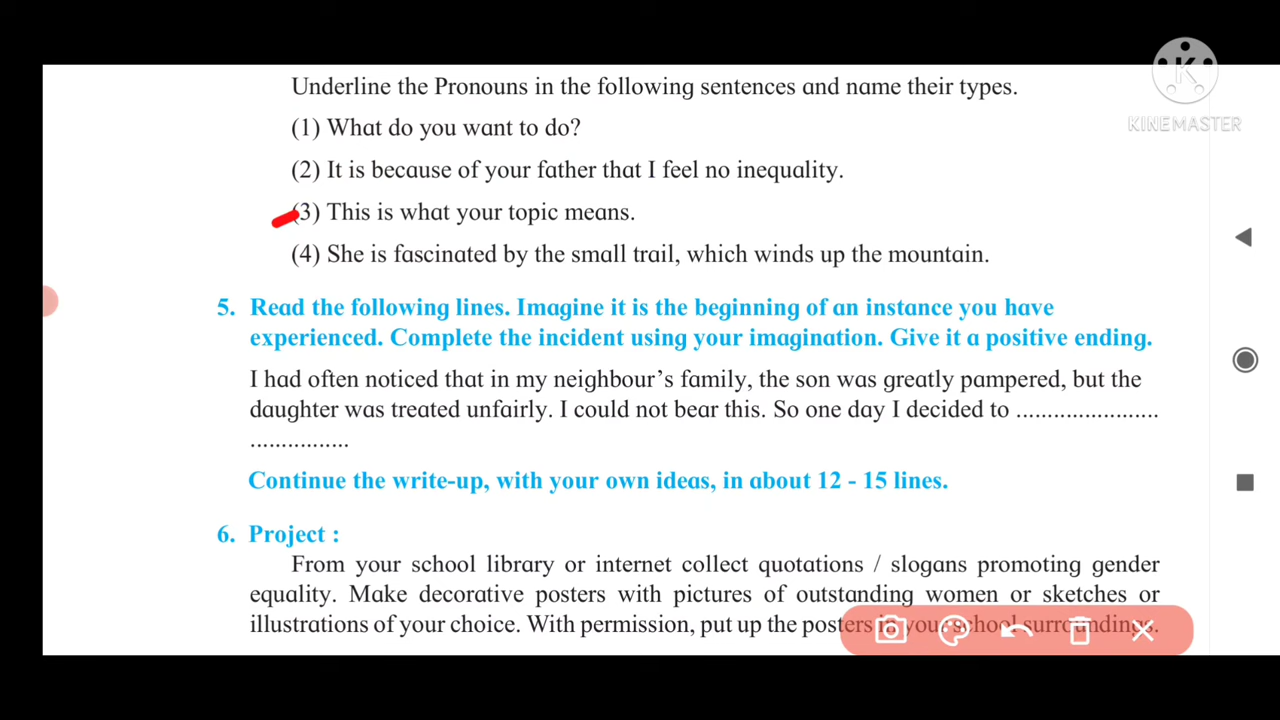 Underline the Pronouns in the following sentences and name their types.
KINEMASTER
(1) What do you want to do?
(2) It is because of your father that I feel no inequality.
(3) This is what your topic means.
(4) She is fascinated by the small trail, which winds up the mountain.
5. Read the following lines. Imagine it is the beginning of an instance you have
experienced. Complete the incident using your imagination. Give it a positive ending.
I had often noticed that in my neighbour's family, the son was greatly pampered, but the
daughter was treated unfairly. I could not bear this. So one day I decided to ......................
...............
Continue the write-up, with your own ideas, in about 12 - 15 lines.
6. Project :
From your school library or internet collect quotations / slogans promoting gender
equality. Make decorative posters with pictures of outstanding women or sketches or
illustrations of your choice. With permission, put up the posters in your school surroundings.